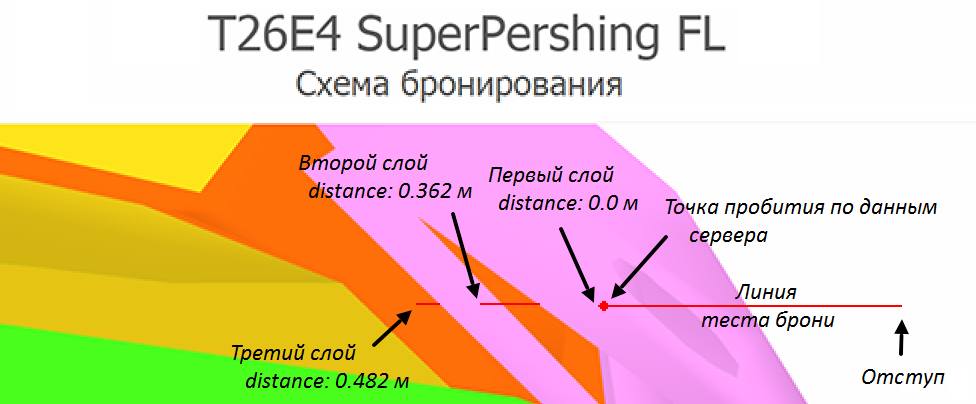 T26E4 SuperPershing FL
Схема бронирования
Второй слой
distance: 0.362 м
Первый слой
distance: 0.0 м
Точка пробития по данным
сервера
Линия
теста брони
Третий слой
distance: 0.482 м
Отступ